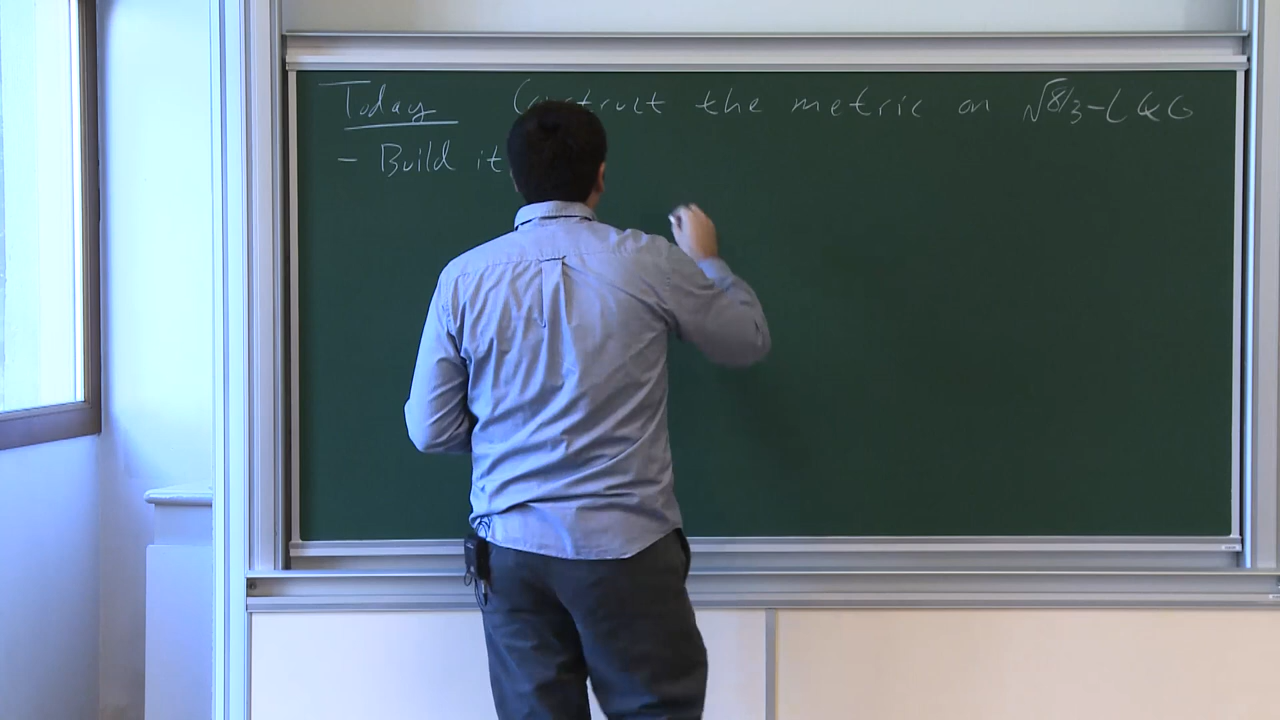 Today Construct the metric on √8/3-LQG
- Build it